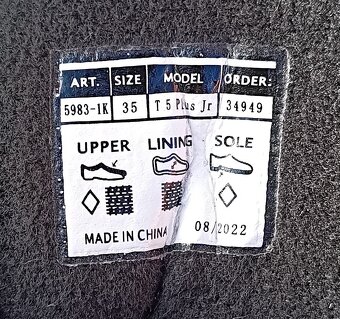 ART. SIZE MODEL ORDER:
5983-1K 35 T 5 Plus Jr 34949
UPPER LINING SOLE
MADE IN CHINA 08/2022